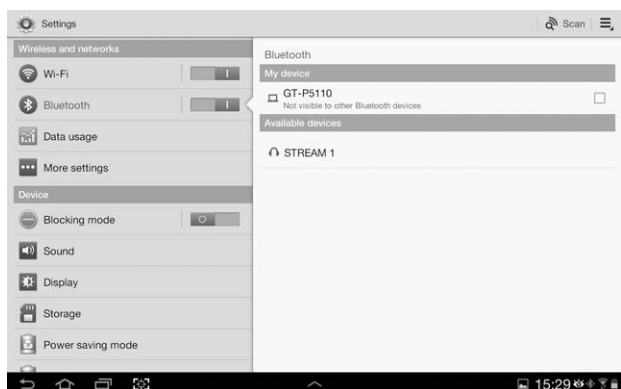 Settings
Scan
Wireless and networks
Wi-Fi
Bluetooth
Data usage
More settings
Device
Blocking mode
Sound
Display
Storage
Power saving mode
Bluetooth
My device
GT-P5110
Not visible to other Bluetooth devices
Available devices
STREAM 1
15:29